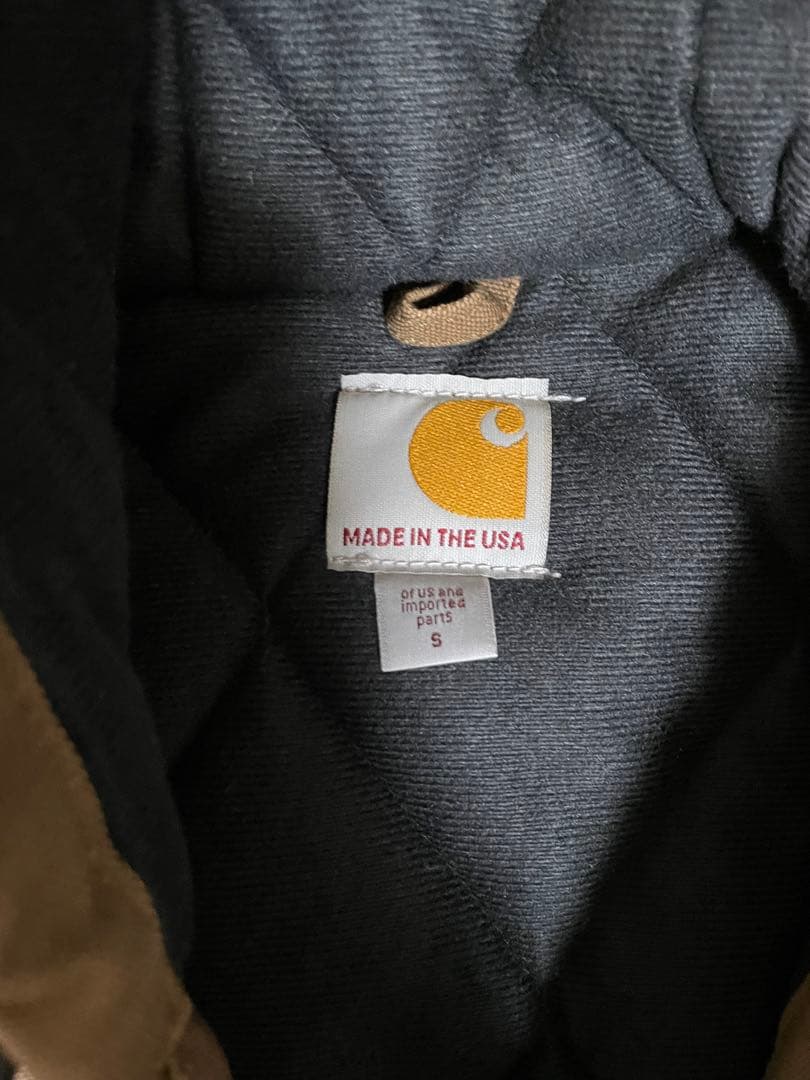 MADE IN THE USA
of US and
imported
parts
S